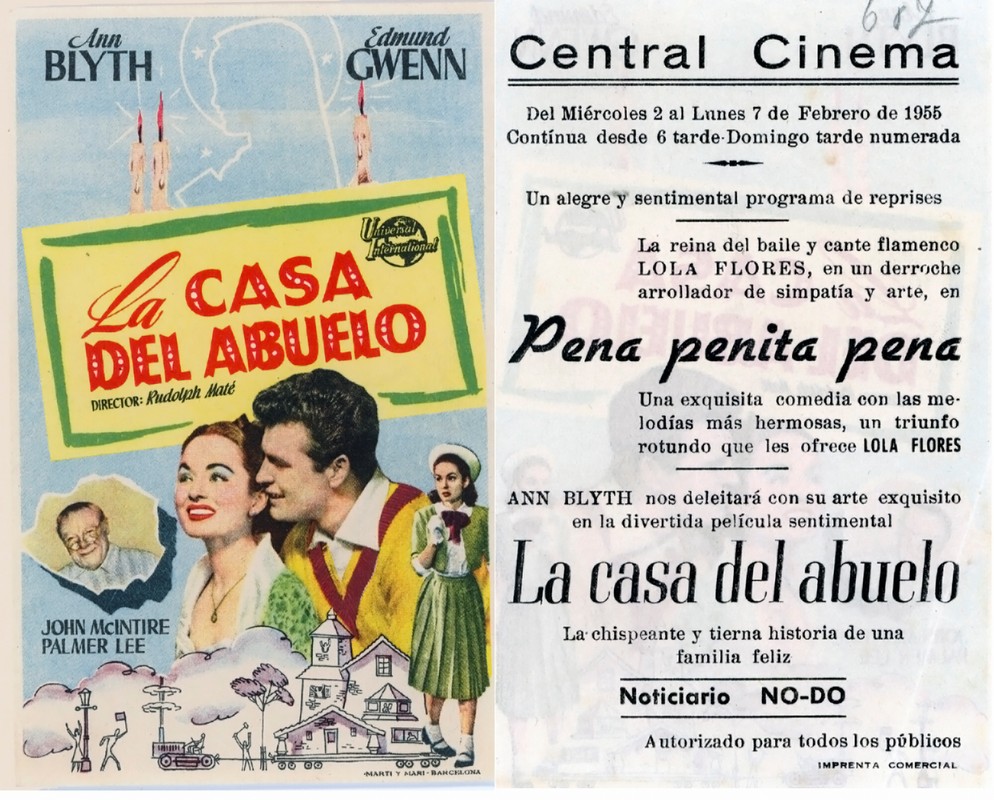 Ann
BLYTH
Edmund
GWENN
Universal
International
La CASA
DEL ABUELO
DIRECTOR: Rudolph Maté
JOHN McINTIRE
PALMER LEE
-MARTI Y MARI-BARCELONA
687
Central Cinema
Del Miércoles 2 al Lunes 7 de Febrero de 1955
Contínua desde 6 tarde-Domingo tarde numerada
Un alegre y sentimental programa de reprises
La reina del baile y cante flamenco
LOLA FLORES, en un derroche
arrollador de simpatía y arte, en
Pena penita pena
Una exquisita comedia con las me-
lodías más hermosas, un triunfo
rotundo que les ofrece LOLA FLORES
ANN BLYTH nos deleitará con su arte exquisito
en la divertida película sentimental
La casa del abuelo
La chispeante y tierna historia de una
familia feliz
Noticiario NO-DO
Autorizado para todos los públicos
IMPRENTA COMERCIAL